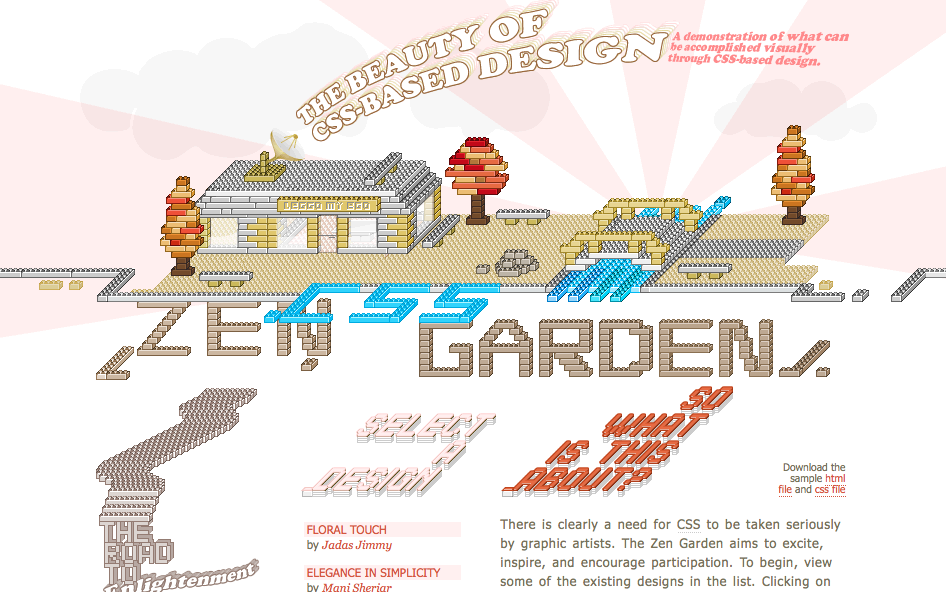 THE BEAUTY OF
CSS-BASED DESIGN
A demonstration of what can
be accomplished visually
through CSS-based design.
LEGGO MY EGO
ZEN CSS GARDEN
SELECT
A
DESIGN
SO
WHAT
IS THIS
ABOUT?
Download the
sample html
file and css file
THE
ROAD
TO
Enlightenment
FLORAL TOUCH
by Jadas Jimmy
ELEGANCE IN SIMPLICITY
by Mani Sheriar
There is clearly a need for CSS to be taken seriously
by graphic artists. The Zen Garden aims to excite,
inspire, and encourage participation. To begin, view
some of the existing designs in the list. Clicking on